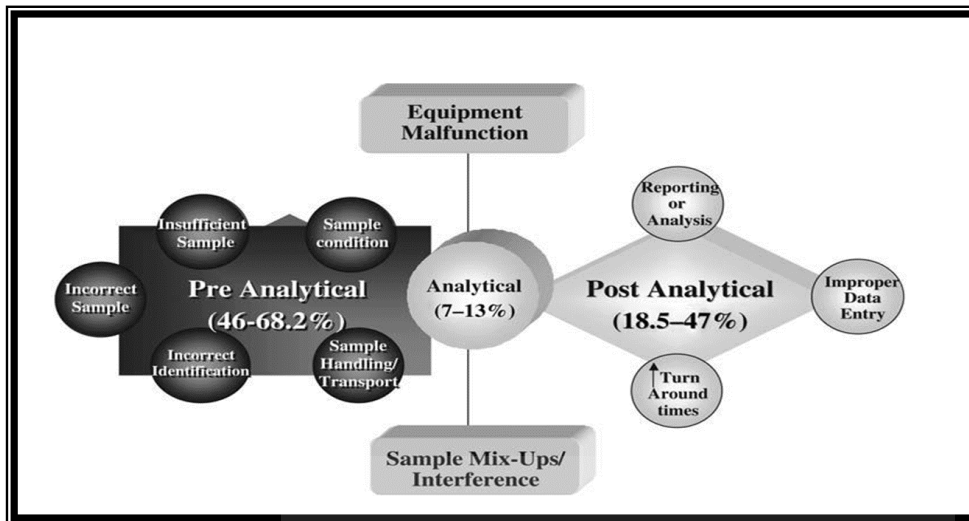 Equipment
Malfunction
Insufficient
Sample
Sample
condition
Incorrect
Sample
Pre Analytical
(46-68.2%)
Incorrect
Identification
Sample
Handling/
Transport
Analytical
(7–13%)
Reporting
or
Analysis
Post Analytical
(18.5–47%)
Improper
Data
Entry
Turn
Around
times
Sample Mix-Ups/
Interference